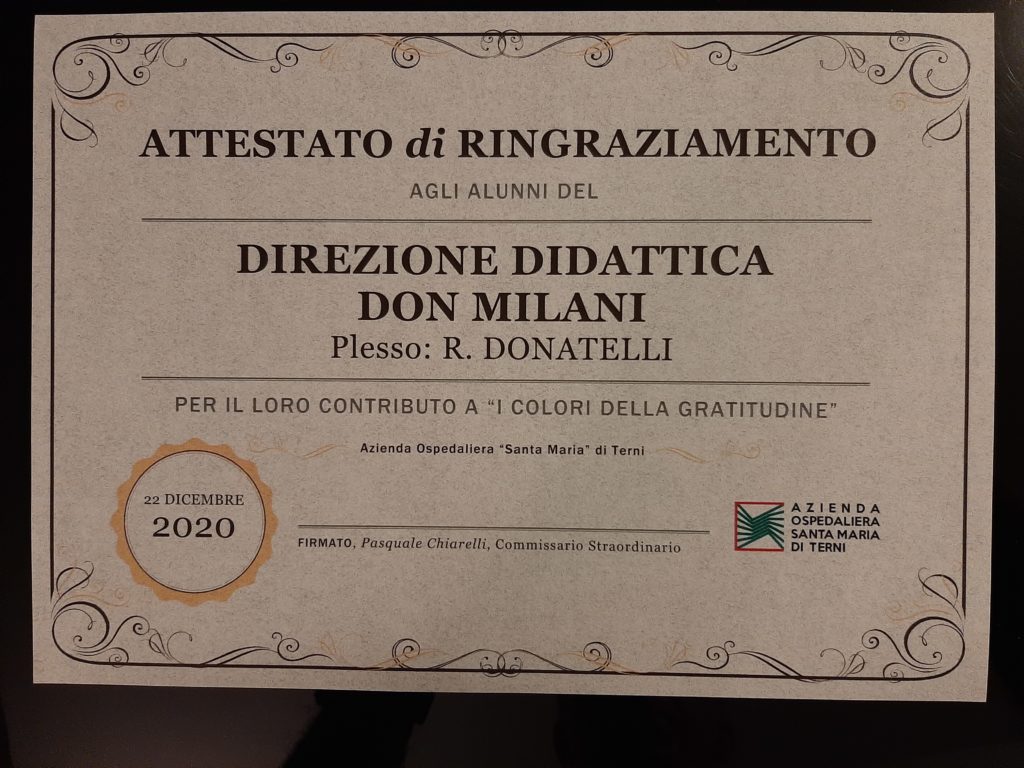 ATTESTATO di RINGRAZIAMENTO
AGLI ALUNNI DEL
DIREZIONE DIDATTICA
DON MILANI
Plesso: R. DONATELLI
PER IL LORO CONTRIBUTO A "I COLORI DELLA GRATITUDINE"
Azienda Ospedaliera "Santa Maria" di Terni
22 DICEMBRE
2020
FIRMATO, Pasquale Chiarelli, Commissario Straordinario
AZIENDA
OSPEDALIERA
SANTA MARIA
DI TERNI